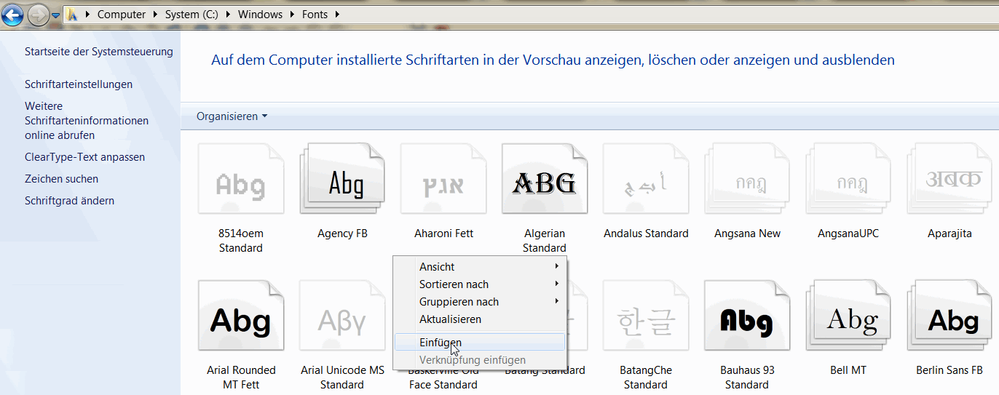 Computer ▸ System (C:) ▸ Windows ▸ Fonts ▸
Startseite der Systemsteuerung
Schriftarteinstellungen
Weitere
Schriftarteninformationen
online abrufen
ClearType-Text anpassen
Zeichen suchen
Schriftgrad ändern
Auf dem Computer installierte Schriftarten in der Vorschau anzeigen, löschen oder anzeigen und ausblenden
Organisieren
Abg Abg אגץ ABG أب ج กคฎ กคฎ अबक
8514oem
Standard
Agency FB
Aharoni Fett
Algerian
Standard
Andalus Standard
Angsana New
AngsanaUPC
Aparajita
Ansicht
Sortieren nach
Gruppieren nach
Aktualisieren
Einfügen
Verknüpfung einfügen
Abg Αβγ 한글 Abg Abg Abg
Arial Rounded
MT Fett
Arial Unicode MS
Standard
Baskerville Old
Face Standard
Batang Standard
BatangChe
Standard
Bauhaus 93
Standard
Bell MT
Berlin Sans FB